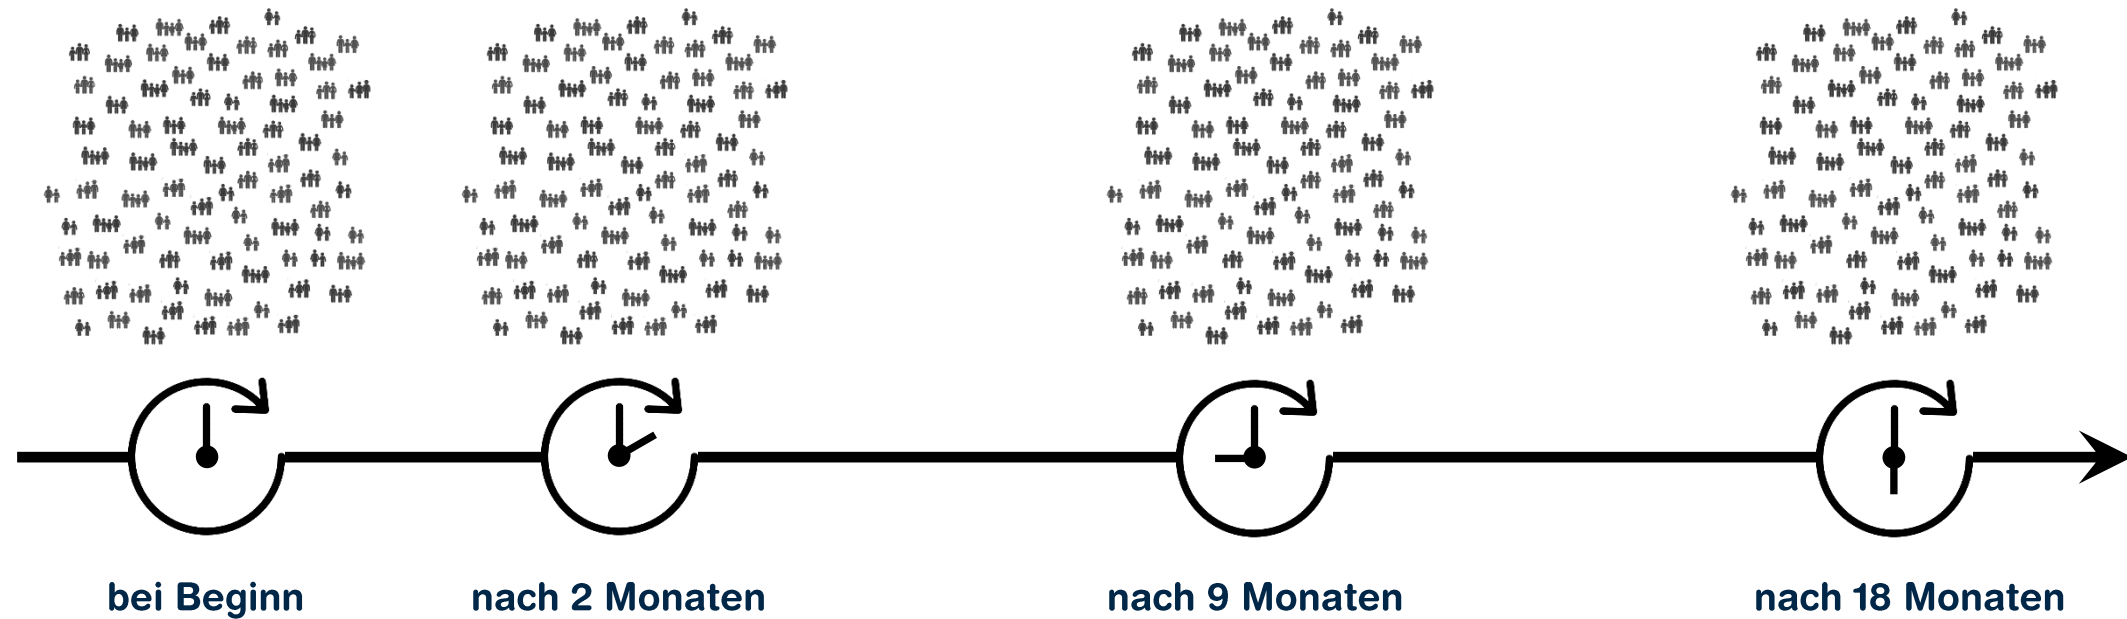 bei Beginn
nach 2 Monaten
nach 9 Monaten
nach 18 Monaten